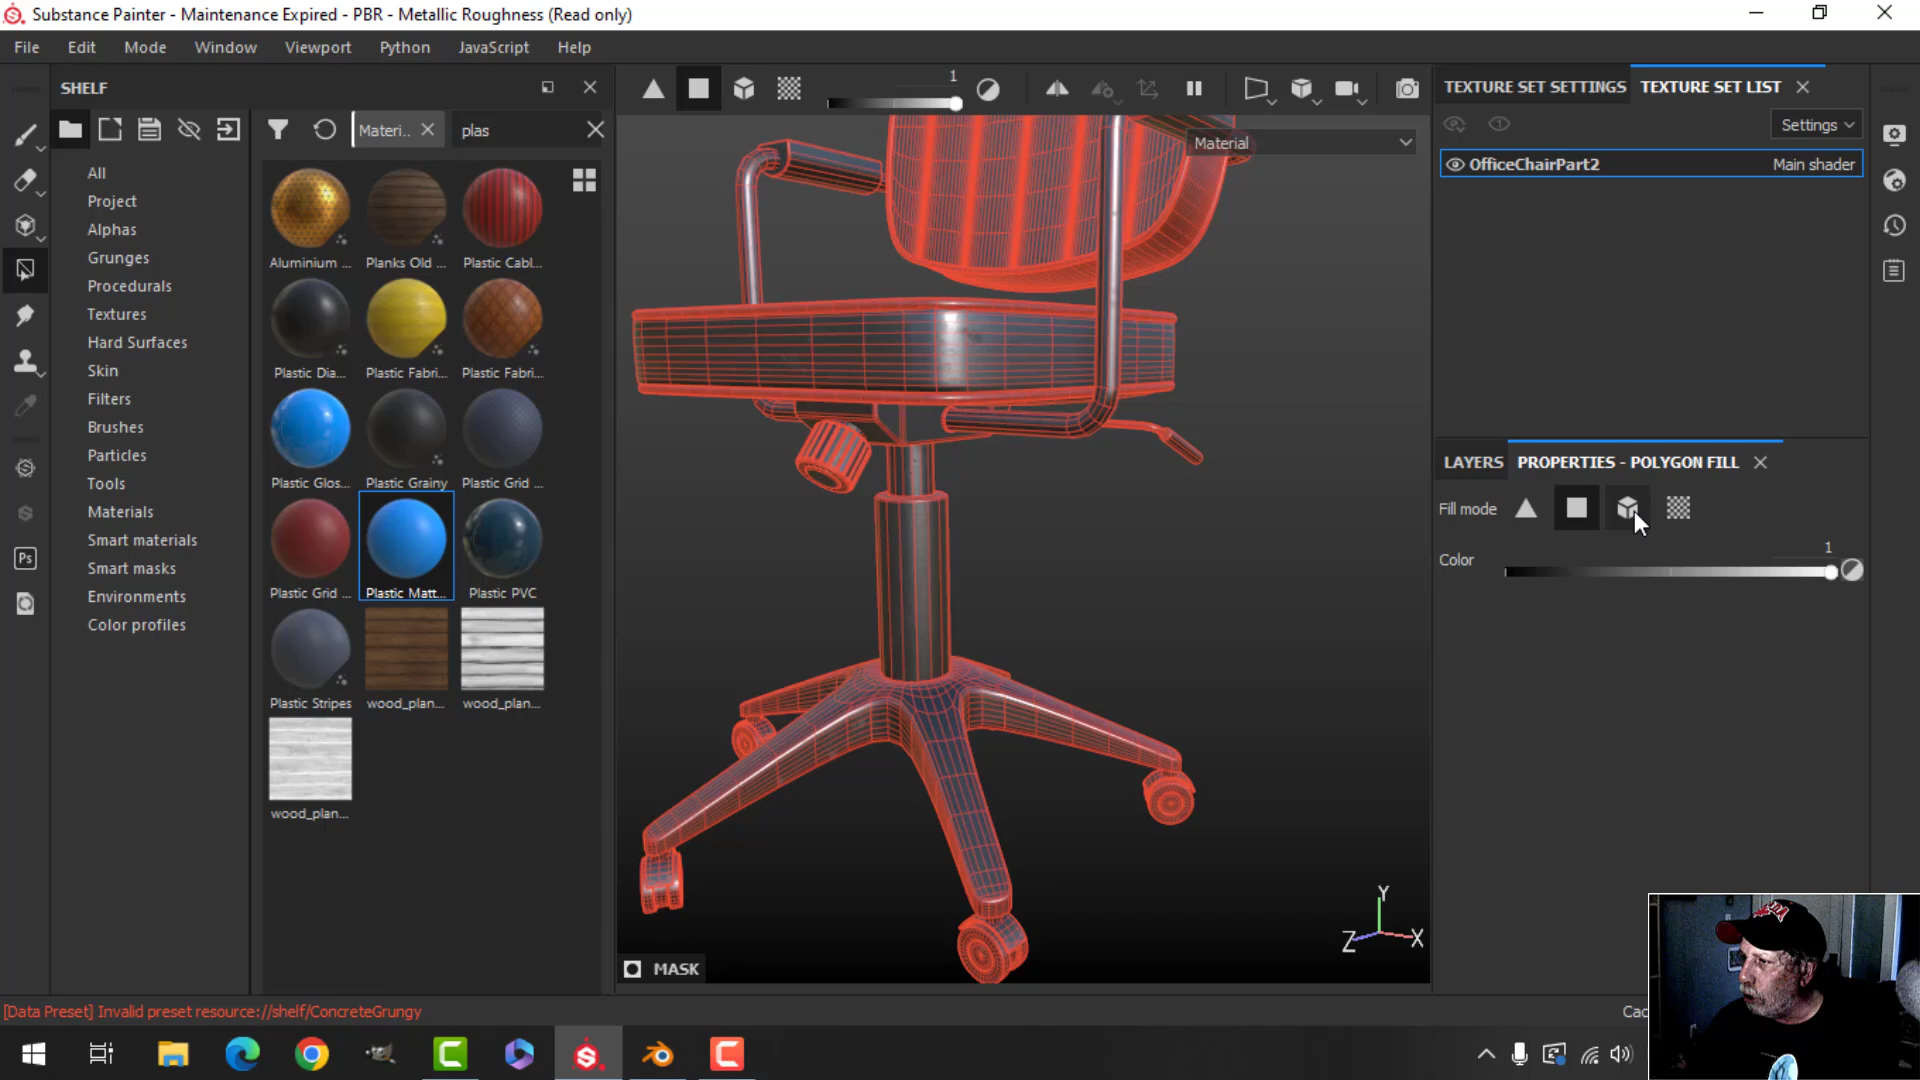 Substance Painter - Maintenance Expired - PBR - Metallic Roughness (Read only)
File Edit Mode Window Viewport Python JavaScript Help
SHELF
1
TEXTURE SET SETTINGS TEXTURE SET LIST
Materi.. plas
Settings
Material
OfficeChairPart2 Main shader
All
Project
Alphas
Grunges
Procedurals
Textures
Hard Surfaces
Skin
Filters
Brushes
Particles
Tools
Materials
Smart materials
Smart masks
Environments
Color profiles
Aluminium ... Planks Old ... Plastic Cabl...
Plastic Dia... Plastic Fabri... Plastic Fabri...
Plastic Glos... Plastic Grainy Plastic Grid ...
Plastic Grid ... Plastic Matt... Plastic PVC
Plastic Stripes wood_plan... wood_plan...
wood_plan...
LAYERS PROPERTIES - POLYGON FILL
Fill mode
Color 1
Ps
Y
Z X
MASK
[Data Preset] Invalid preset resource://shelf/ConcreteGrungy
Cac